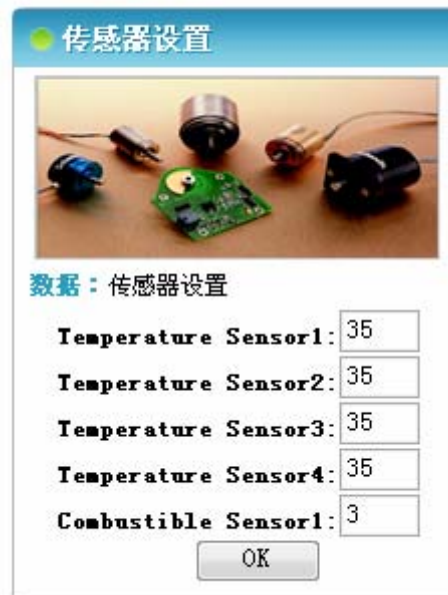 传感器设置
数据：传感器设置
Temperature Sensor1: 35
Temperature Sensor2: 35
Temperature Sensor3: 35
Temperature Sensor4: 35
Combustible Sensor1: 3
OK